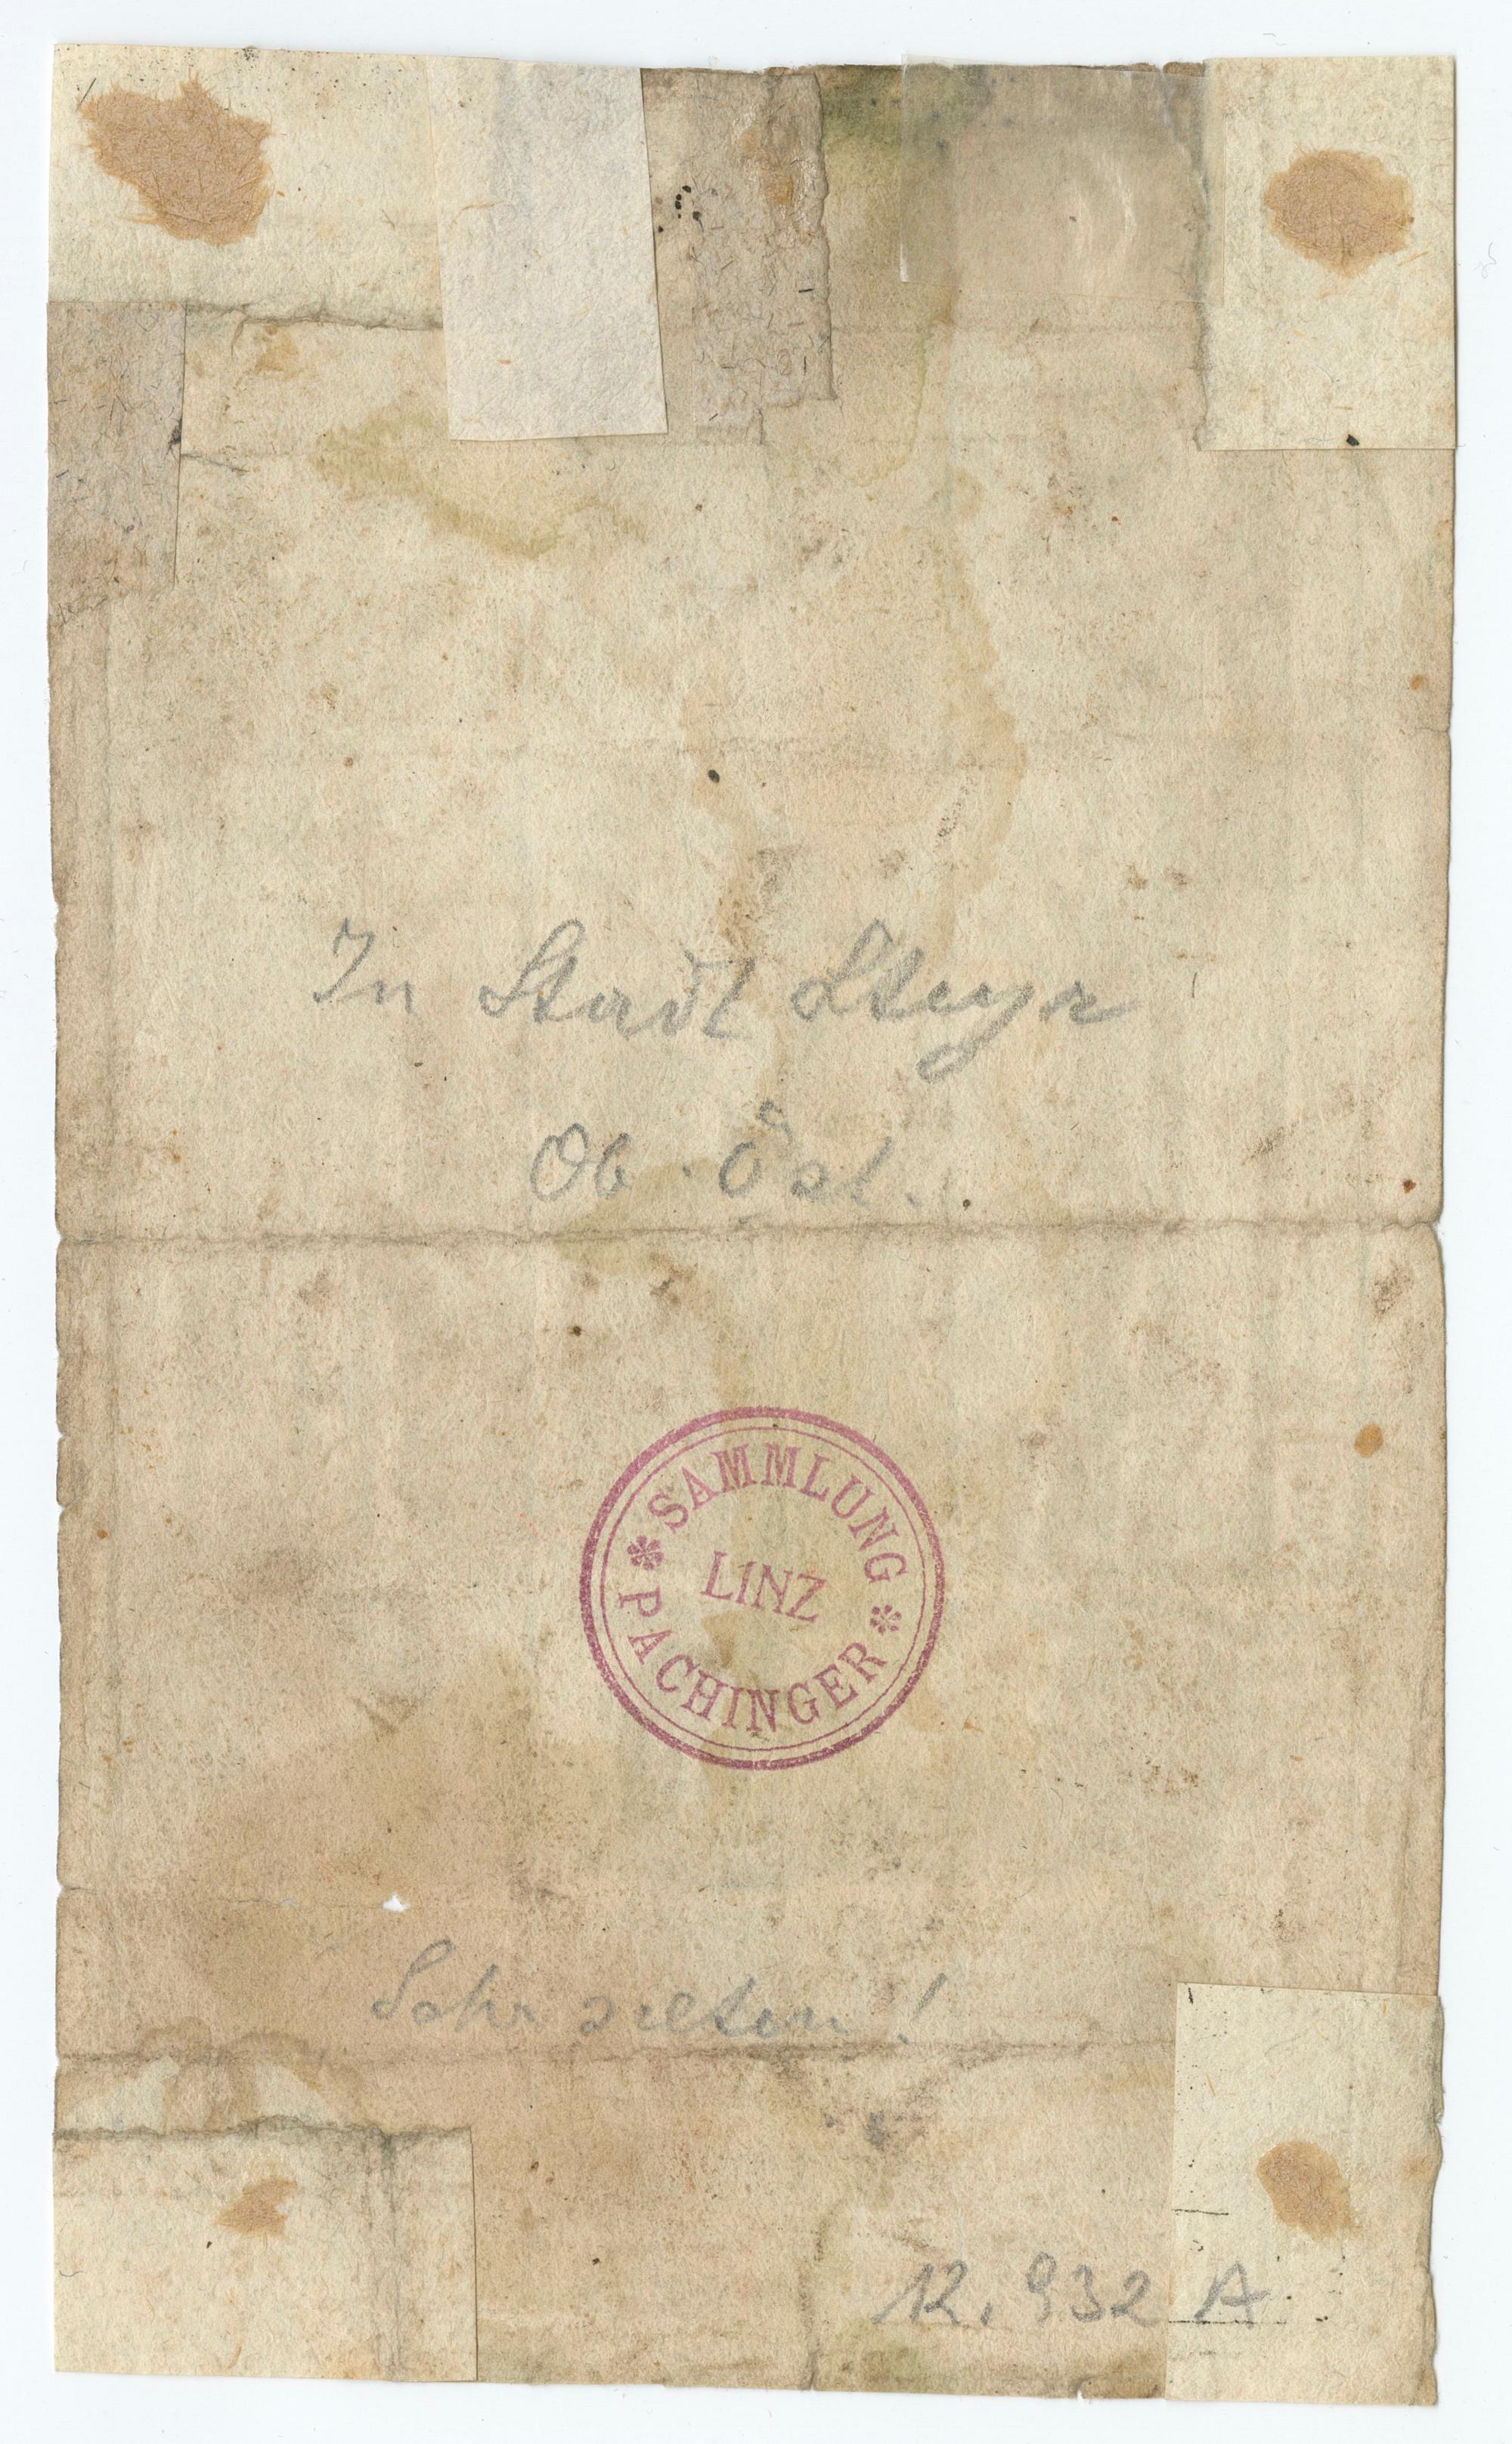 In Stadt Steyr
Ob. Öst.
SAMMLUNG
LINZ
PACHINGER
Sehr selten!
12.932 A